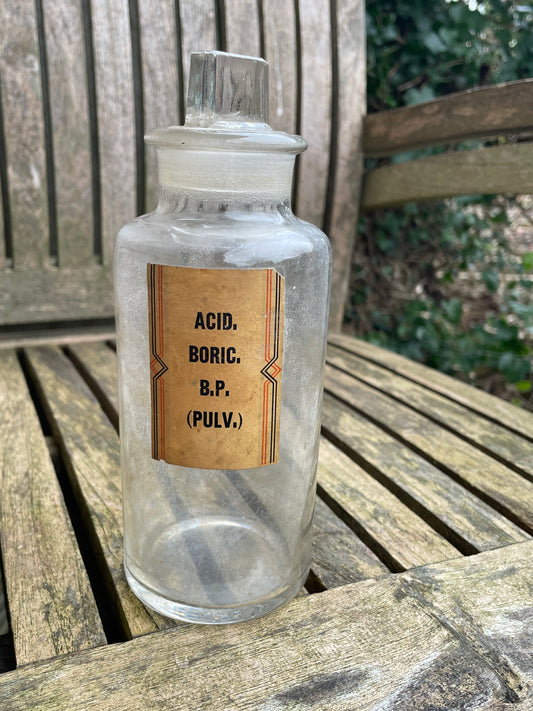 ACID.
BORIC.
B.P.
(PULV.)